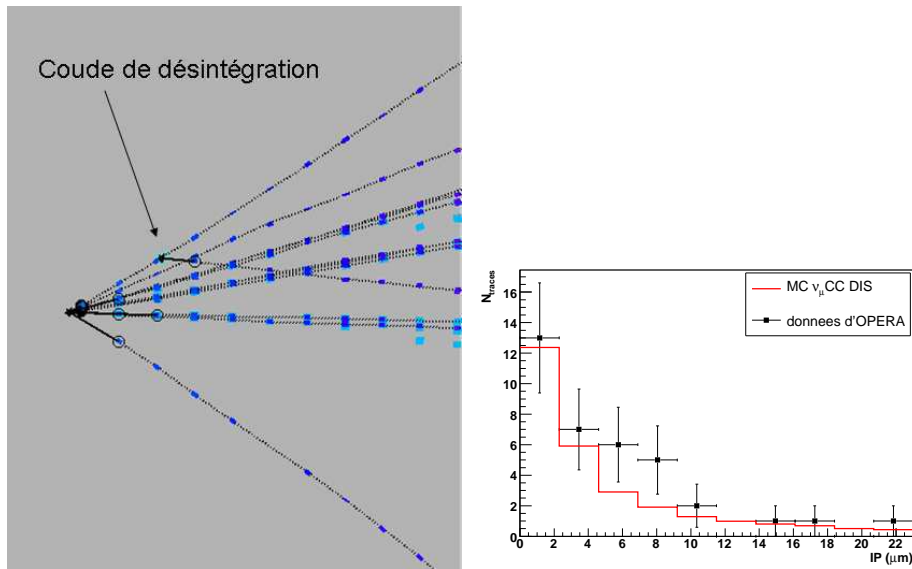 Coude de désintégration
N_traces
16
14
12
10
8
6
4
2
0
MC ν_μCC DIS
donnees d'OPERA
0 2 4 6 8 10 12 14 16 18 20 22
IP (μm)